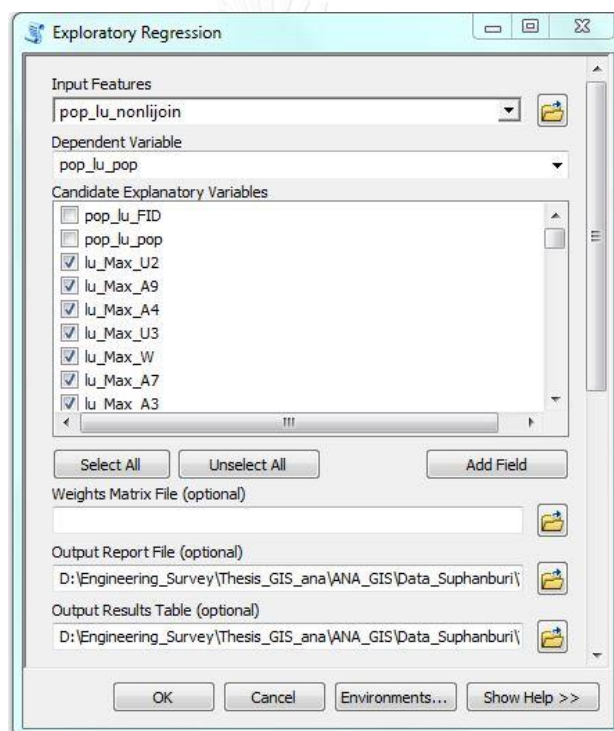 Exploratory Regression
Input Features
pop_lu_nonlijoin
Dependent Variable
pop_lu_pop
Candidate Explanatory Variables
pop_lu_FID
pop_lu_pop
lu_Max_U2
lu_Max_A9
lu_Max_A4
lu_Max_U3
lu_Max_W
lu_Max_A7
lu_Max_A3
Select All Unselect All Add Field
Weights Matrix File (optional)
Output Report File (optional)
D:\Engineering_Survey\Thesis_GIS_ana\ANA_GIS\Data_Suphanburi\
Output Results Table (optional)
D:\Engineering_Survey\Thesis_GIS_ana\ANA_GIS\Data_Suphanburi\
OK Cancel Environments... Show Help >>